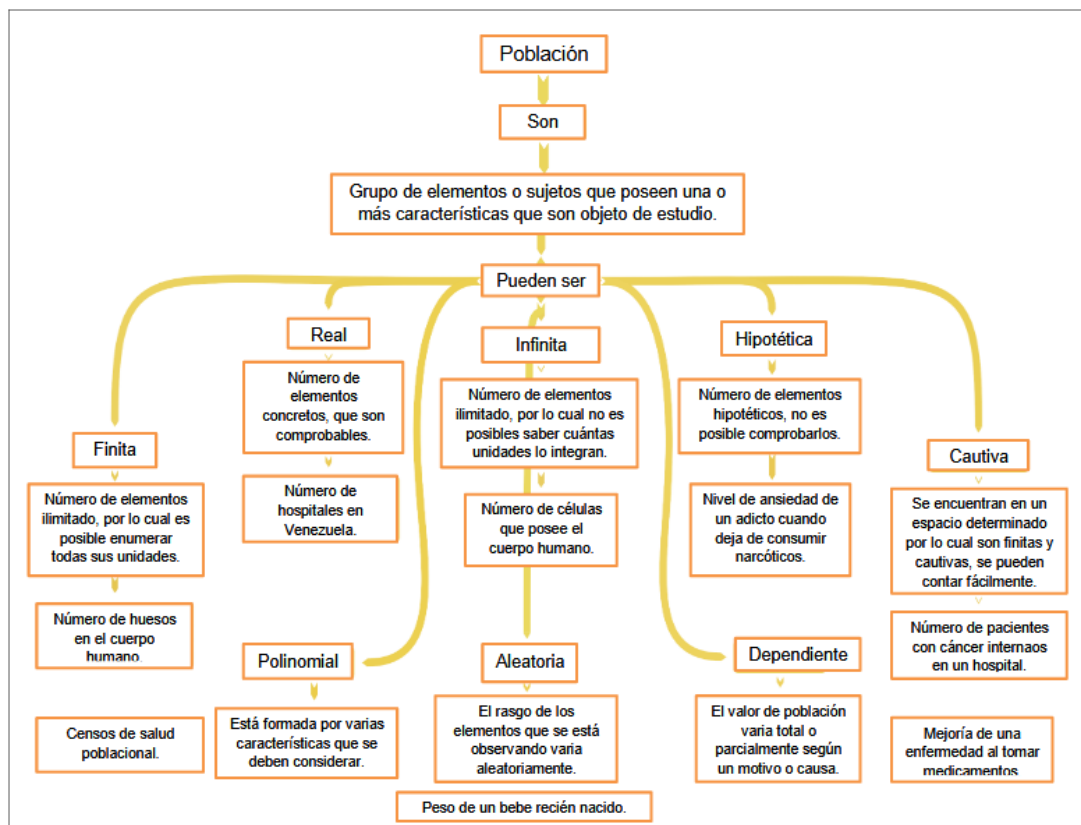 Población
Son
Grupo de elementos o sujetos que poseen una o
más características que son objeto de estudio.
Pueden ser
Real
Número de
elementos
concretos, que son
comprobables.
Número de
hospitales en
Venezuela.
Infinita
Número de elementos
ilimitado, por lo cual no es
posibles saber cuántas
unidades lo integran.
Número de células
que posee el
cuerpo humano.
Hipotética
Número de elementos
hipotéticos, no es
posible comprobarlos.
Nivel de ansiedad de
un adicto cuando
deja de consumir
narcóticos.
Finita
Número de elementos
ilimitado, por lo cual es
posible enumerar
todas sus unidades.
Número de huesos
en el cuerpo
humano.
Cautiva
Se encuentran en un
espacio determinado
por lo cual son finitas y
cautivas, se pueden
contar fácilmente.
Número de pacientes
con cáncer internaos
en un hospital.
Polinomial
Está formada por varias
características que se
deben considerar.
Aleatoria
El rasgo de los
elementos que se está
observando varia
aleatoriamente.
Dependiente
El valor de población
varia total o
parcialmente según
un motivo o causa.
Censos de salud
poblacional.
Peso de un bebe recién nacido.
Mejoría de una
enfermedad al tomar
medicamentos